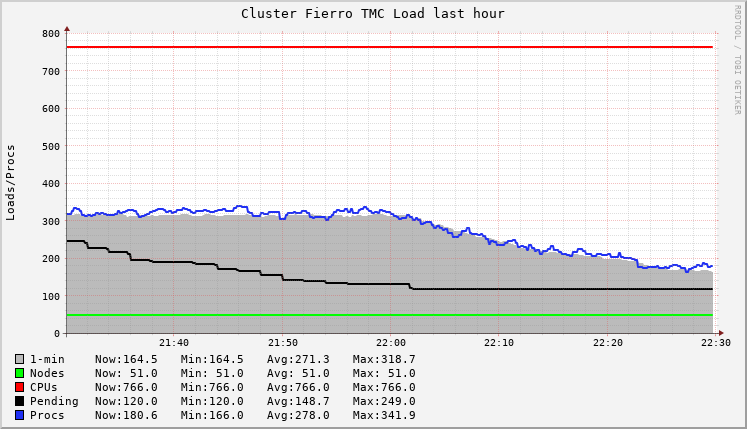 Cluster Fierro TMC Load last hour
RRDTOOL / TOBI OETIKER
Loads/Procs
800
700
600
500
400
300
200
100
0
21:40 21:50 22:00 22:10 22:20 22:30
1-min Now:164.5 Min:164.5 Avg:271.3 Max:318.7
Nodes Now: 51.0 Min: 51.0 Avg: 51.0 Max: 51.0
CPUs Now:766.0 Min:766.0 Avg:766.0 Max:766.0
Pending Now:120.0 Min:120.0 Avg:148.7 Max:249.0
Procs Now:180.6 Min:166.0 Avg:278.0 Max:341.9